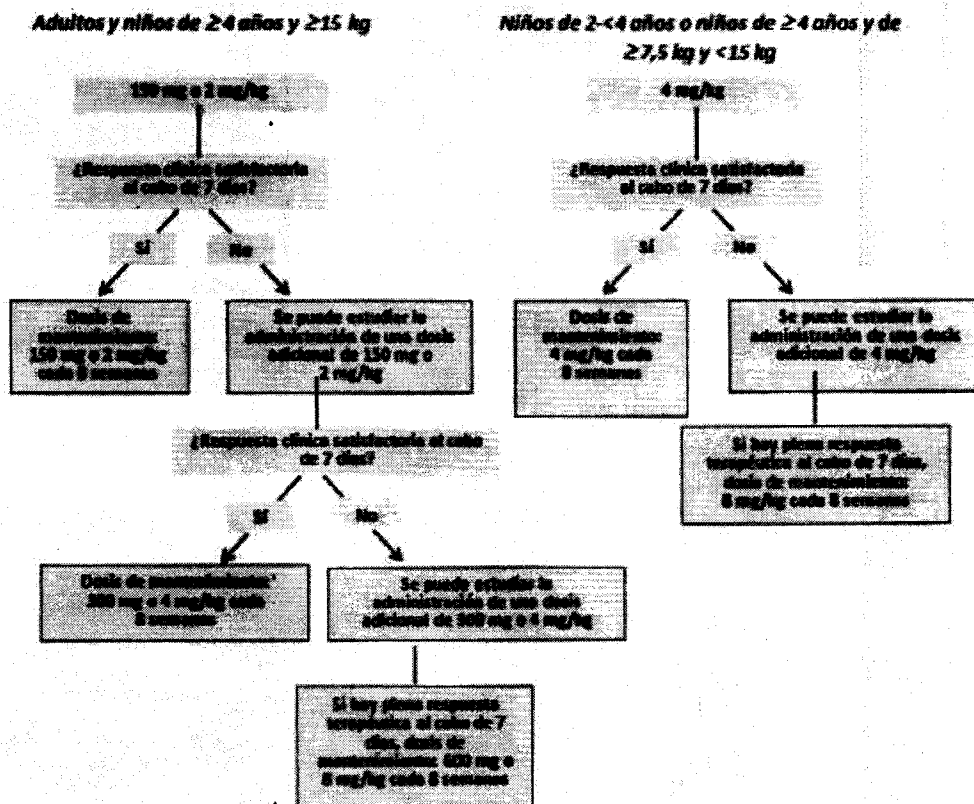 Adultos y niños de ≥4 años y ≥15 kg
150 mg o 2 mg/kg
¿Respuesta clínica satisfactoria
al cabo de 7 días?
Sí
No
Dosis de
mantenimiento:
150 mg o 2 mg/kg
cada 8 semanas
Se puede estudiar la
administración de una dosis
adicional de 150 mg o
2 mg/kg
¿Respuesta clínica satisfactoria al cabo
de 7 días?
Sí
No
Dosis de mantenimiento:
300 mg o 4 mg/kg cada
8 semanas
Se puede estudiar la
administración de una dosis
adicional de 300 mg o 4 mg/kg
Si hay plena respuesta
terapéutica al cabo de 7
días, dosis de
mantenimiento: 600 mg o
8 mg/kg cada 8 semanas
Niños de 2-<4 años o niños de ≥4 años y de
≥7,5 kg y <15 kg
4 mg/kg
¿Respuesta clínica satisfactoria
al cabo de 7 días?
Sí
No
Dosis de
mantenimiento:
4 mg/kg cada
8 semanas
Se puede estudiar la
administración de una dosis
adicional de 4 mg/kg
Si hay plena respuesta
terapéutica al cabo de 7 días,
dosis de mantenimiento:
8 mg/kg cada 8 semanas